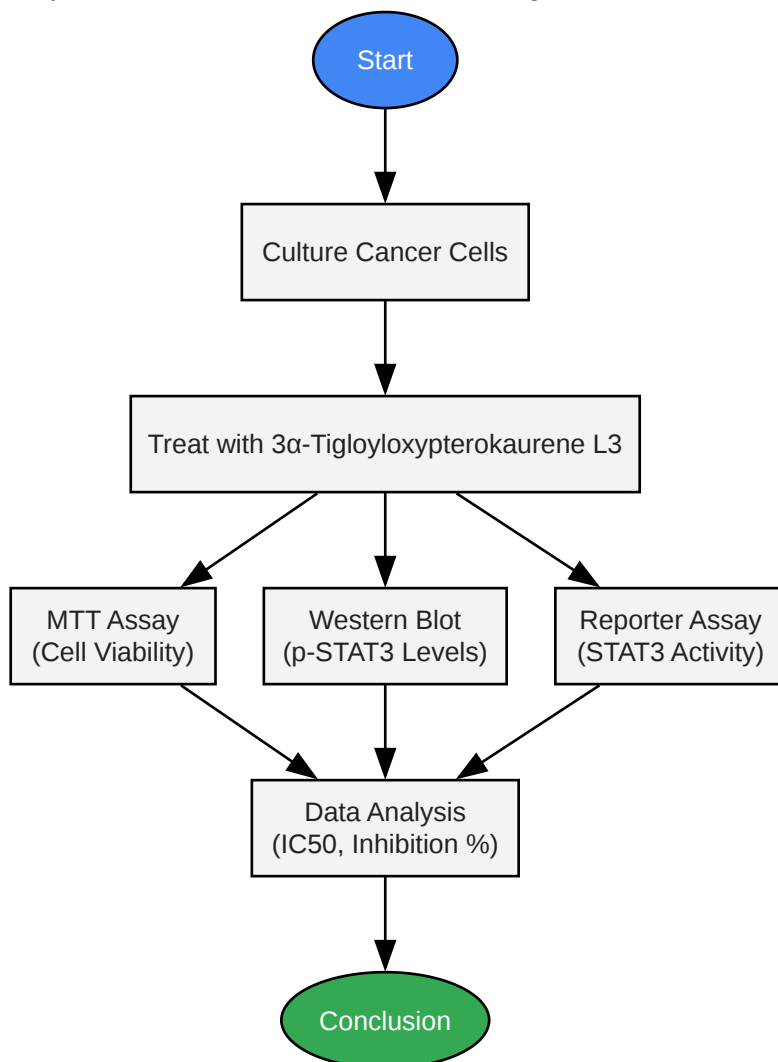 Start
Culture Cancer Cells
Treat with 3α-Tigloyloxypterokaurene L3
MTT Assay
(Cell Viability)
Western Blot
(p-STAT3 Levels)
Reporter Assay
(STAT3 Activity)
Data Analysis
(IC50, Inhibition %)
Conclusion